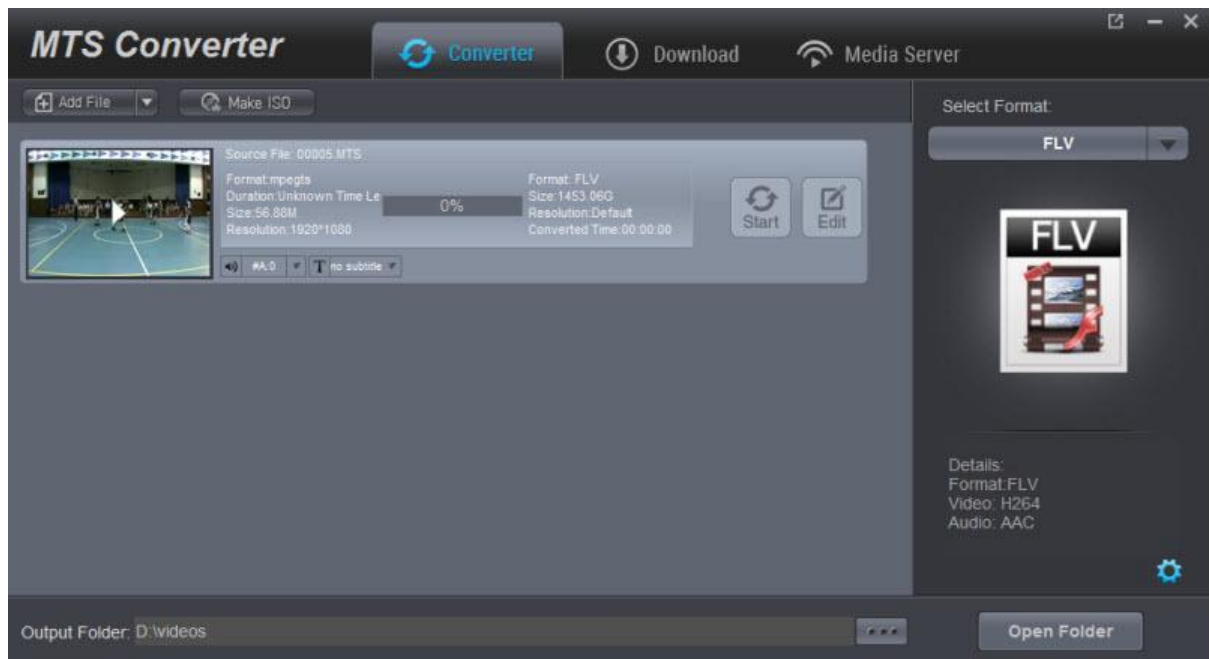 MTS Converter
Converter
Download
Media Server
Add File
Make ISO
Select Format:
FLV
Source File: 00005.MTS
Format:mpegts
Duration:Unknown Time Le
Size:56.88M
Resolution:1920*1080
0%
Format: FLV
Size:1453.06G
Resolution:Default
Converted Time:00:00:00
Start
Edit
#A:0
T no subtitle
FLV
Details:
Format:FLV
Video: H264
Audio: AAC
Output Folder: D:\videos
Open Folder